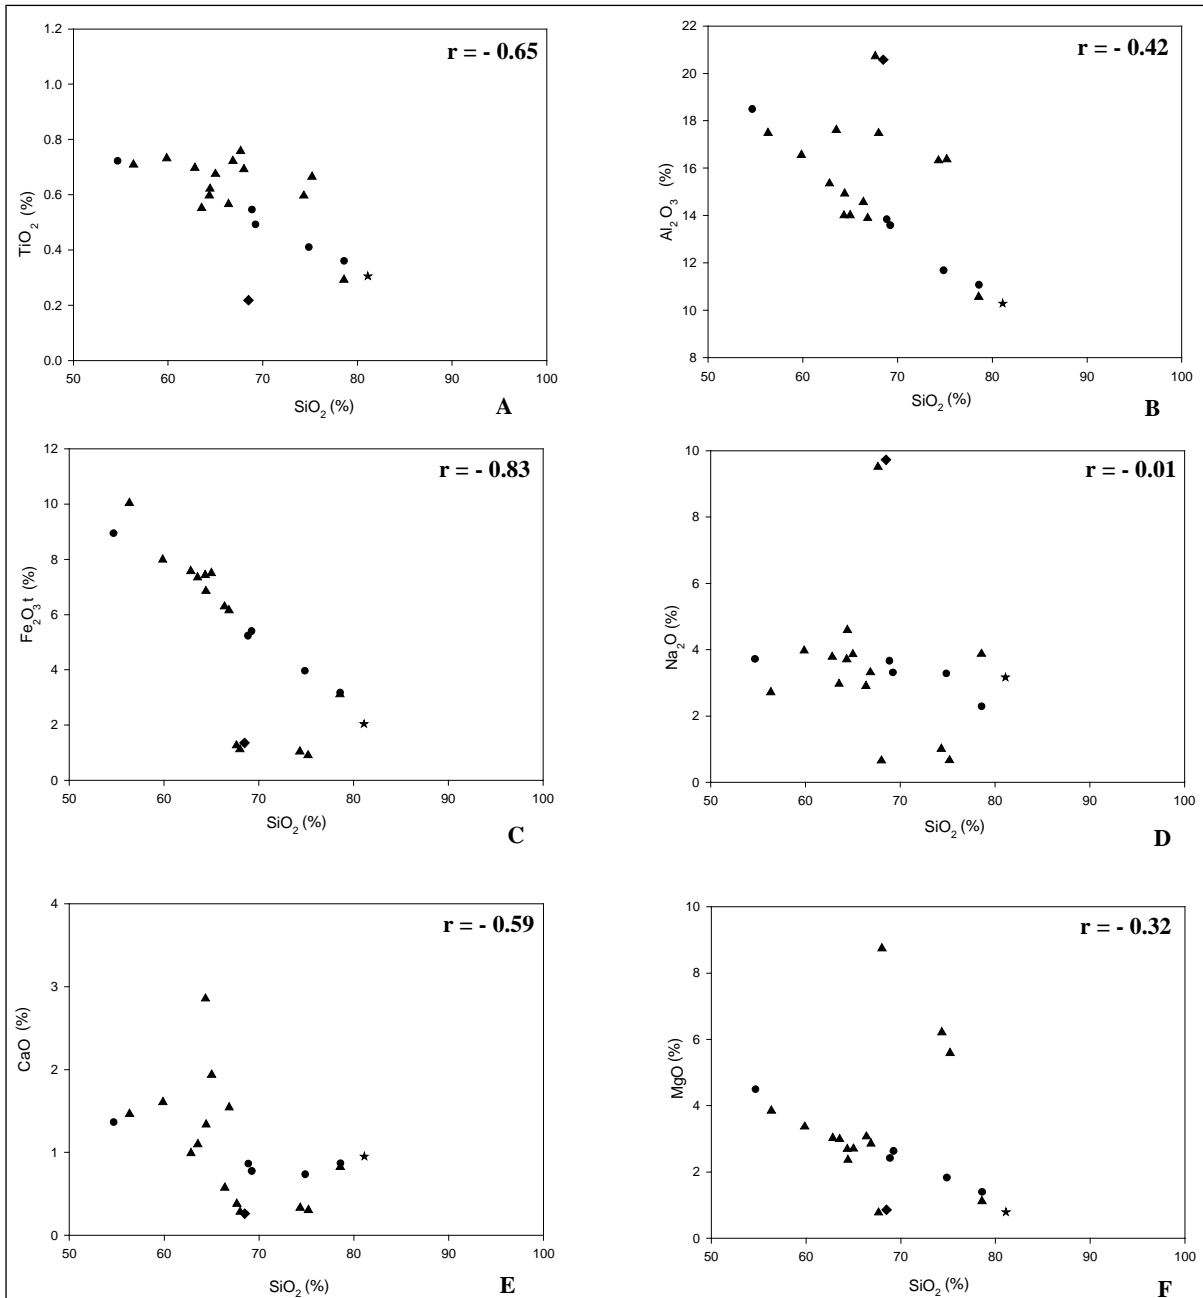 r = - 0.65
1.2
1.0
0.8
0.6
0.4
0.2
0.0
TiO2 (%)
50 60 70 80 90 100
SiO2 (%)
A
r = - 0.42
22
20
18
16
14
12
10
8
Al2O3 (%)
50 60 70 80 90 100
SiO2 (%)
B
r = - 0.83
12
10
8
6
4
2
0
Fe2O3t (%)
50 60 70 80 90 100
SiO2 (%)
C
r = - 0.01
10
8
6
4
2
0
Na2O (%)
50 60 70 80 90 100
SiO2 (%)
D
r = - 0.59
4
3
2
1
0
CaO (%)
50 60 70 80 90 100
SiO2 (%)
E
r = - 0.32
10
8
6
4
2
0
MgO (%)
50 60 70 80 90 100
SiO2 (%)
F